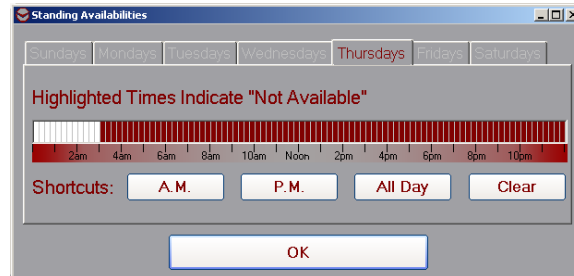 Standing Availabilities
Sundays Mondays Tuesdays Wednesdays Thursdays Fridays Saturdays
Highlighted Times Indicate "Not Available"
2am 4am 6am 8am 10am Noon 2pm 4pm 6pm 8pm 10pm
Shortcuts: A.M. P.M. All Day Clear
OK